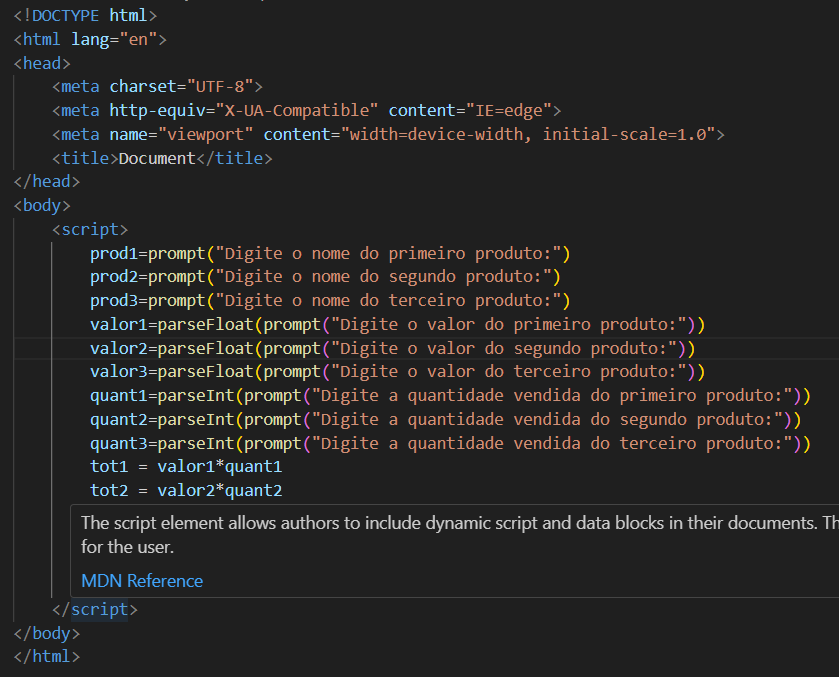 <!DOCTYPE html>
<html lang="en">
<head>
    <meta charset="UTF-8">
    <meta http-equiv="X-UA-Compatible" content="IE=edge">
    <meta name="viewport" content="width=device-width, initial-scale=1.0">
    <title>Document</title>
</head>
<body>
    <script>
        prod1=prompt("Digite o nome do primeiro produto:")
        prod2=prompt("Digite o nome do segundo produto:")
        prod3=prompt("Digite o nome do terceiro produto:")
        valor1=parseFloat(prompt("Digite o valor do primeiro produto:"))
        valor2=parseFloat(prompt("Digite o valor do segundo produto:"))
        valor3=parseFloat(prompt("Digite o valor do terceiro produto:"))
        quant1=parseInt(prompt("Digite a quantidade vendida do primeiro produto:"))
        quant2=parseInt(prompt("Digite a quantidade vendida do segundo produto:"))
        quant3=parseInt(prompt("Digite a quantidade vendida do terceiro produto:"))
        tot1 = valor1*quant1
        tot2 = valor2*quant2
The script element allows authors to include dynamic script and data blocks in their documents. Th
for the user.
MDN Reference
    </script>
</body>
</html>